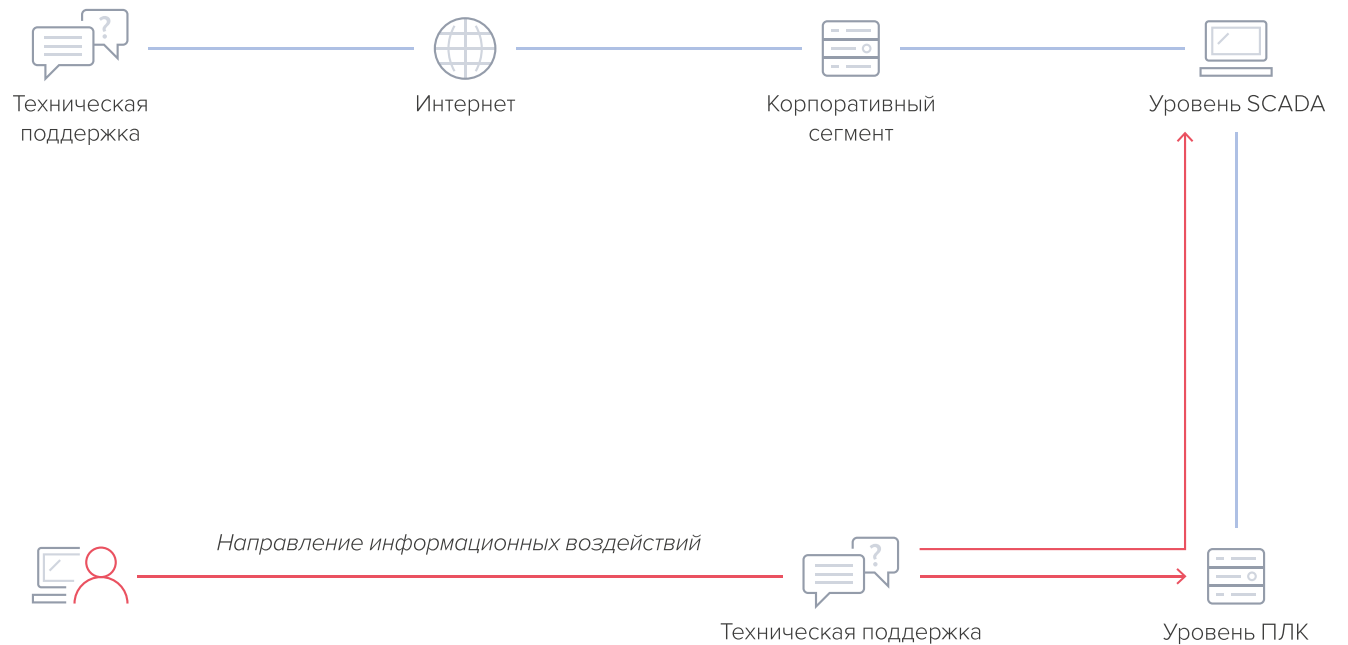 ?
Техническая
поддержка
Интернет
Корпоративный
сегмент
Уровень SCADA
Направление информационных воздействий
?
Техническая поддержка
Уровень ПЛК